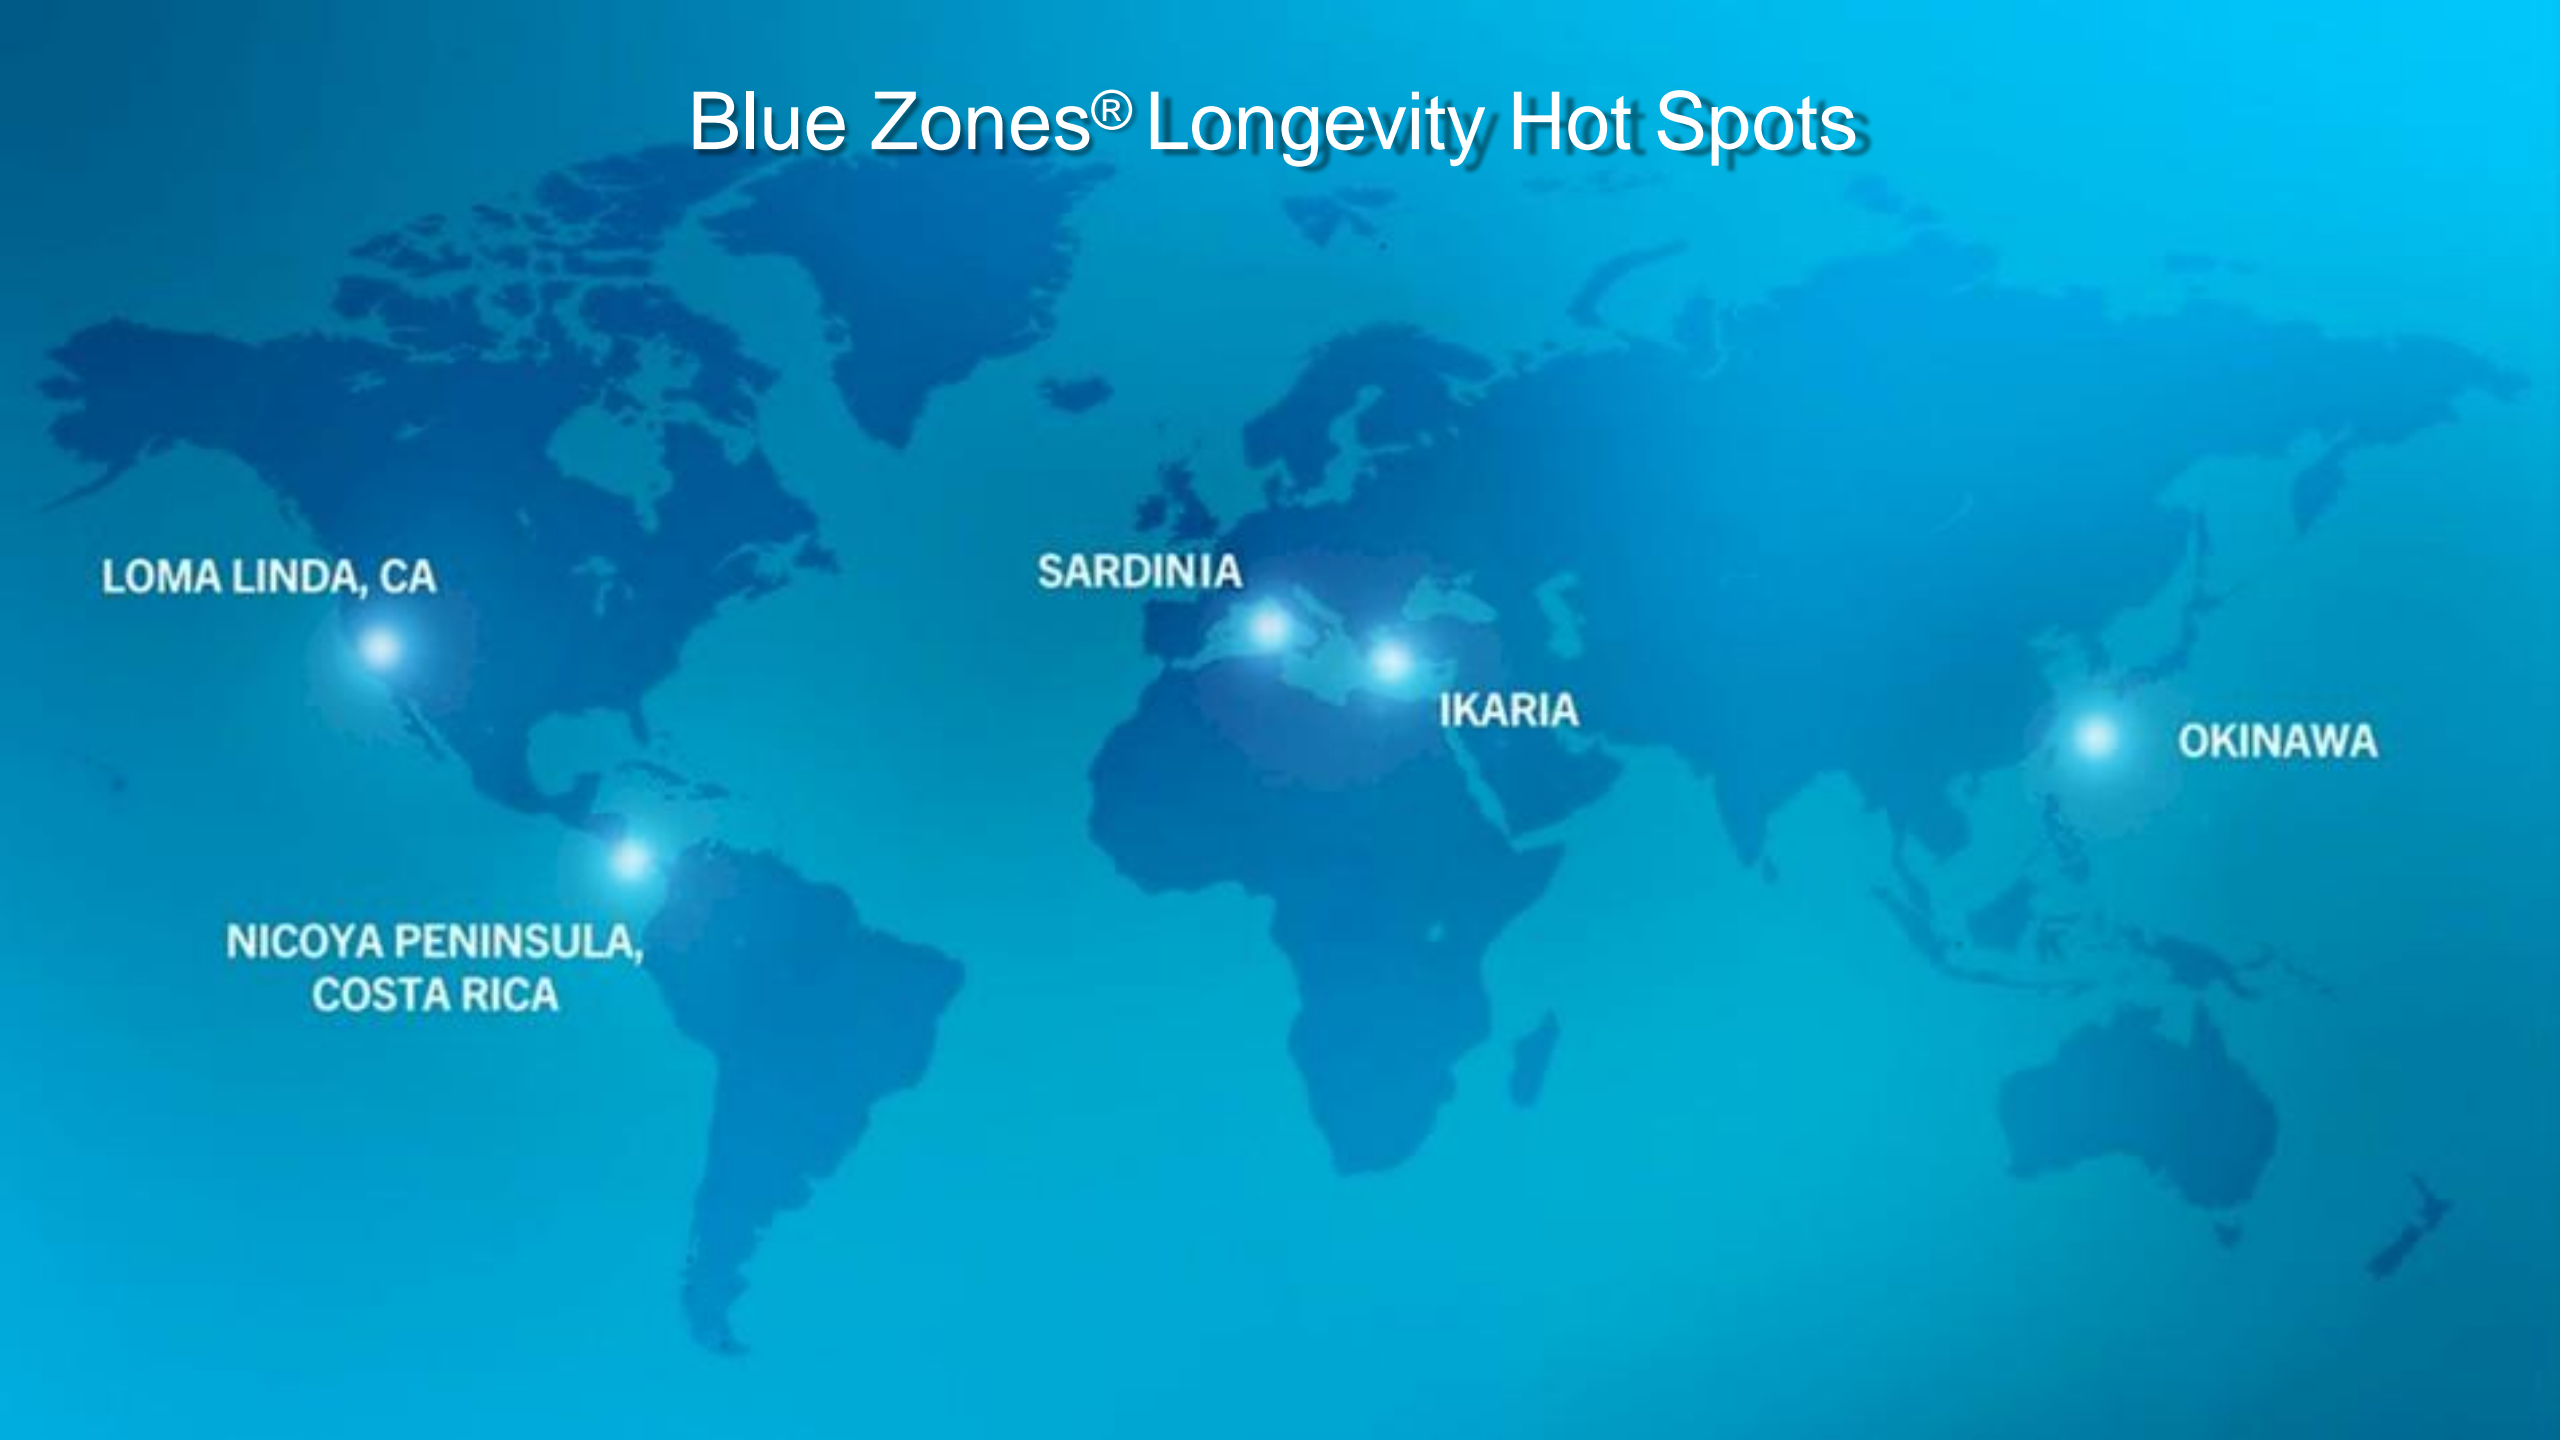 Blue Zones® Longevity Hot Spots
LOMA LINDA, CA
SARDINIA
IKARIA
OKINAWA
NICOYA PENINSULA,
COSTA RICA